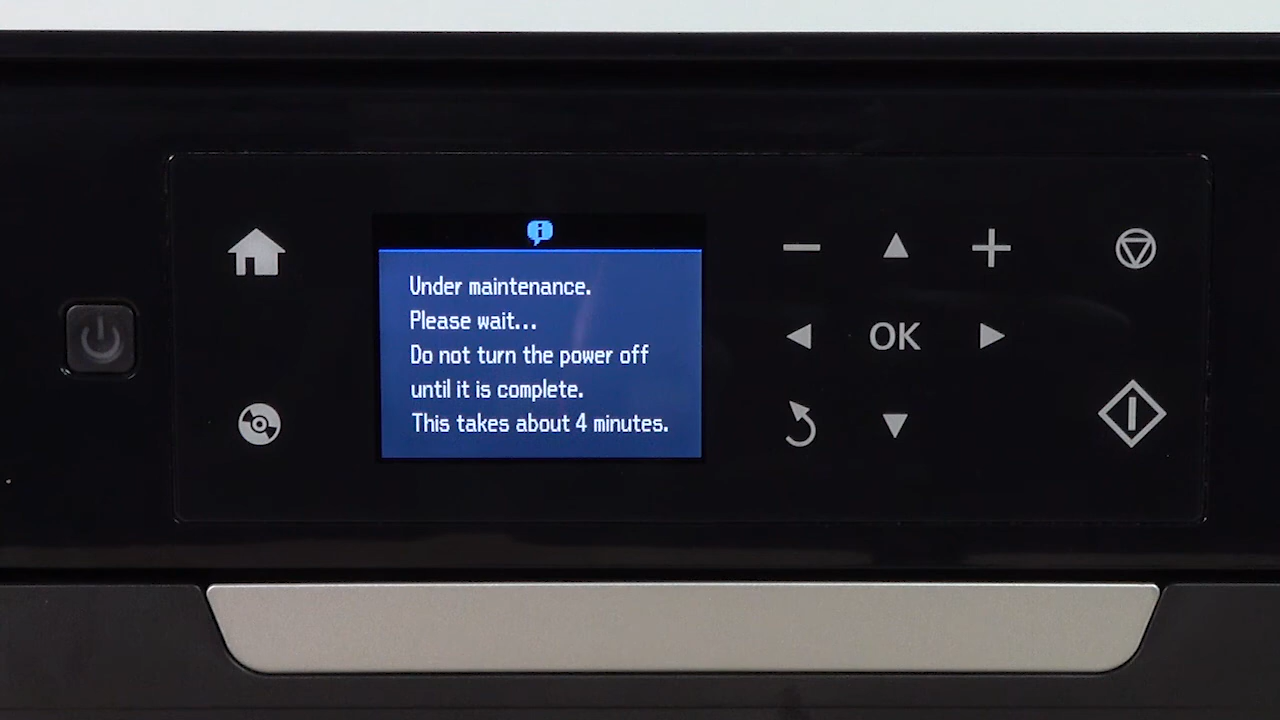 Under maintenance.
Please wait...
Do not turn the power off
until it is complete.
This takes about 4 minutes.
OK